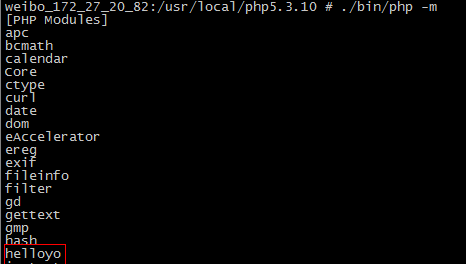 weibo_172_27_20_82:/usr/local/php5.3.10 # ./bin/php -m
[PHP Modules]
apc
bcmath
calendar
Core
ctype
curl
date
dom
eAccelerator
ereg
exif
fileinfo
filter
gd
gettext
gmp
hash
helloyo